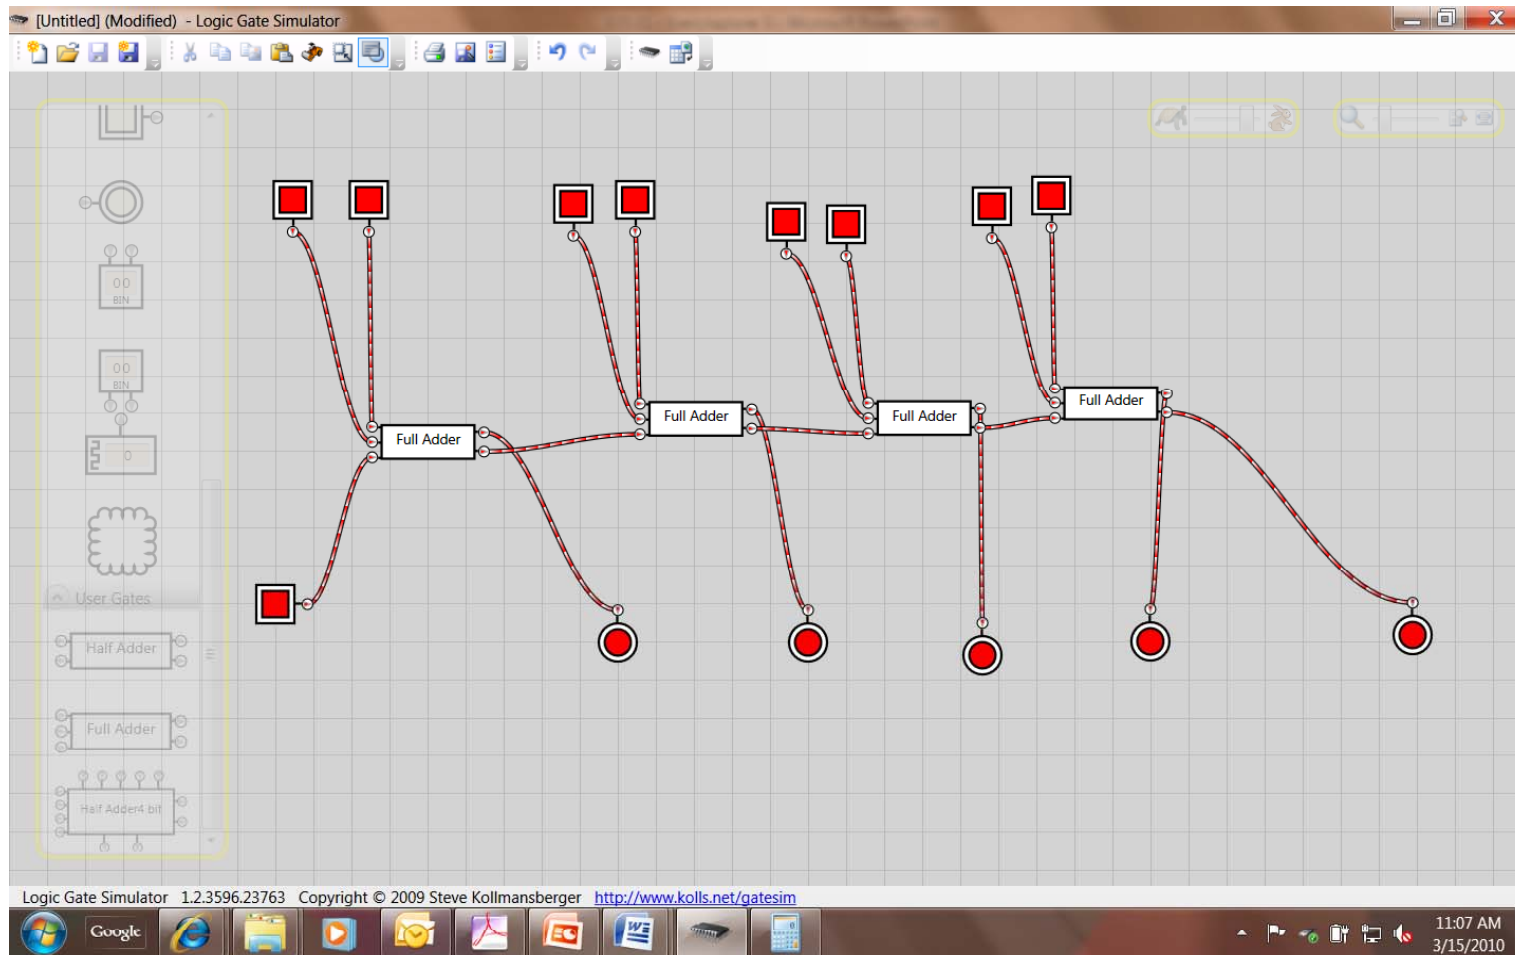 [Untitled] (Modified) - Logic Gate Simulator
00
BIN
00
BIN
0
User Gates
Half Adder
Full Adder
Half Adder4 bit
Full Adder
Full Adder
Full Adder
Full Adder
Logic Gate Simulator 1.2.3596.23763 Copyright © 2009 Steve Kollmansberger http://www.kolls.net/gatesim
Google
11:07 AM
3/15/2010